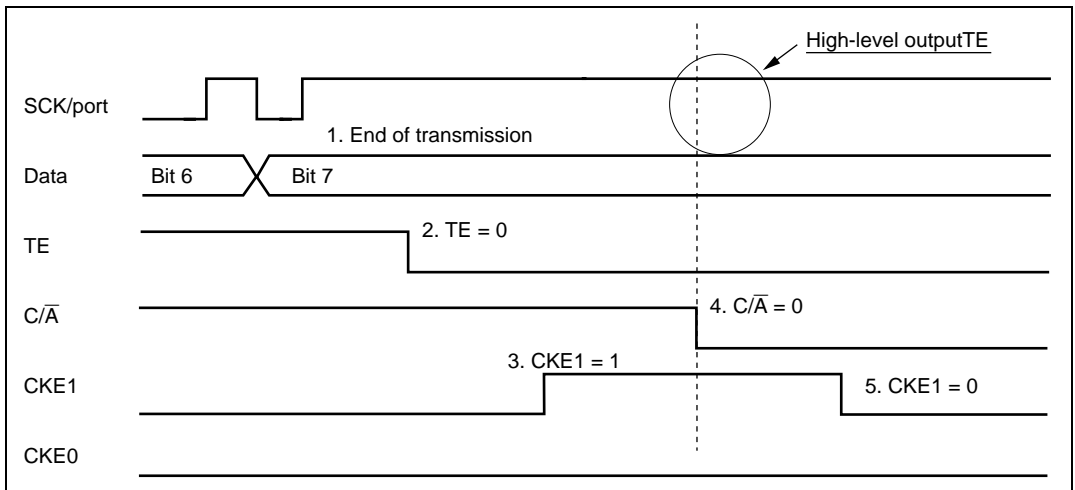 High-level outputTE
SCK/port
1. End of transmission
Data
Bit 6
Bit 7
TE
2. TE = 0
C/A̅
4. C/A̅ = 0
3. CKE1 = 1
CKE1
5. CKE1 = 0
CKE0